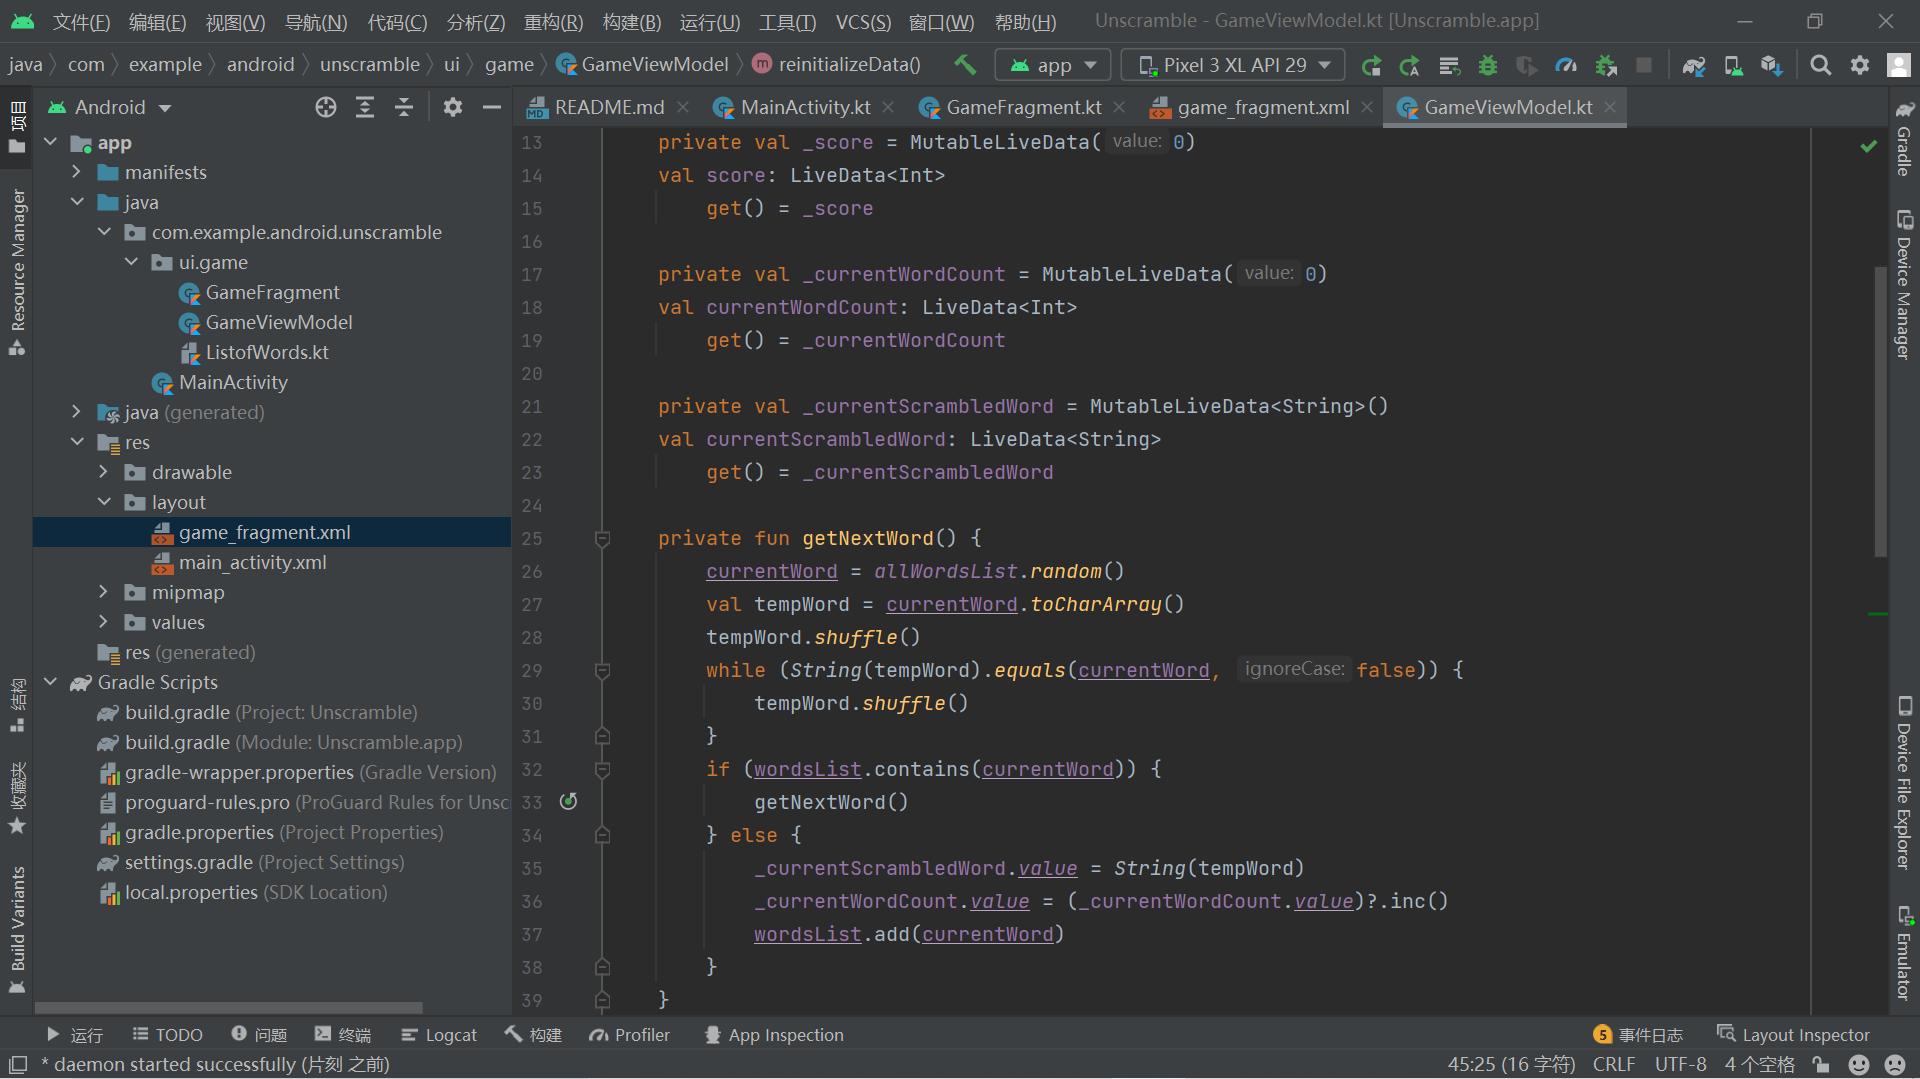 文件(F) 编辑(E) 视图(V) 导航(N) 代码(C) 分析(Z) 重构(R) 构建(B) 运行(U) 工具(T) VCS(S) 窗口(W) 帮助(H) Unscramble - GameViewModel.kt [Unscramble.app]
java com example android unscramble ui game GameViewModel m reinitializeData() app Pixel 3 XL API 29
项目
Resource Manager
结构
收藏夹
Build Variants
Android
app
manifests
java
com.example.android.unscramble
ui.game
GameFragment
GameViewModel
ListofWords.kt
MainActivity
java (generated)
res
drawable
layout
game_fragment.xml
main_activity.xml
mipmap
values
res (generated)
Gradle Scripts
build.gradle (Project: Unscramble)
build.gradle (Module: Unscramble.app)
gradle-wrapper.properties (Gradle Version)
proguard-rules.pro (ProGuard Rules for Unsc
gradle.properties (Project Properties)
settings.gradle (Project Settings)
local.properties (SDK Location)
README.md MainActivity.kt GameFragment.kt game_fragment.xml GameViewModel.kt
13 private val _score = MutableLiveData( value: 0)
14 val score: LiveData<Int>
15 get() = _score
16
17 private val _currentWordCount = MutableLiveData( value: 0)
18 val currentWordCount: LiveData<Int>
19 get() = _currentWordCount
20
21 private val _currentScrambledWord = MutableLiveData<String>()
22 val currentScrambledWord: LiveData<String>
23 get() = _currentScrambledWord
24
25 private fun getNextWord() {
26 currentWord = allWordsList.random()
27 val tempWord = currentWord.toCharArray()
28 tempWord.shuffle()
29 while (String(tempWord).equals(currentWord, ignoreCase: false)) {
30 tempWord.shuffle()
31 }
32 if (wordsList.contains(currentWord)) {
33 getNextWord()
34 } else {
35 _currentScrambledWord.value = String(tempWord)
36 _currentWordCount.value = (_currentWordCount.value)?.inc()
37 wordsList.add(currentWord)
38 }
39 }
Gradle
Device Manager
Device File Explorer
Emulator
运行 TODO 问题 终端 Logcat 构建 Profiler App Inspection 5 事件日志 Layout Inspector
* daemon started successfully (片刻 之前) 45:25 (16 字符) CRLF UTF-8 4 个空格